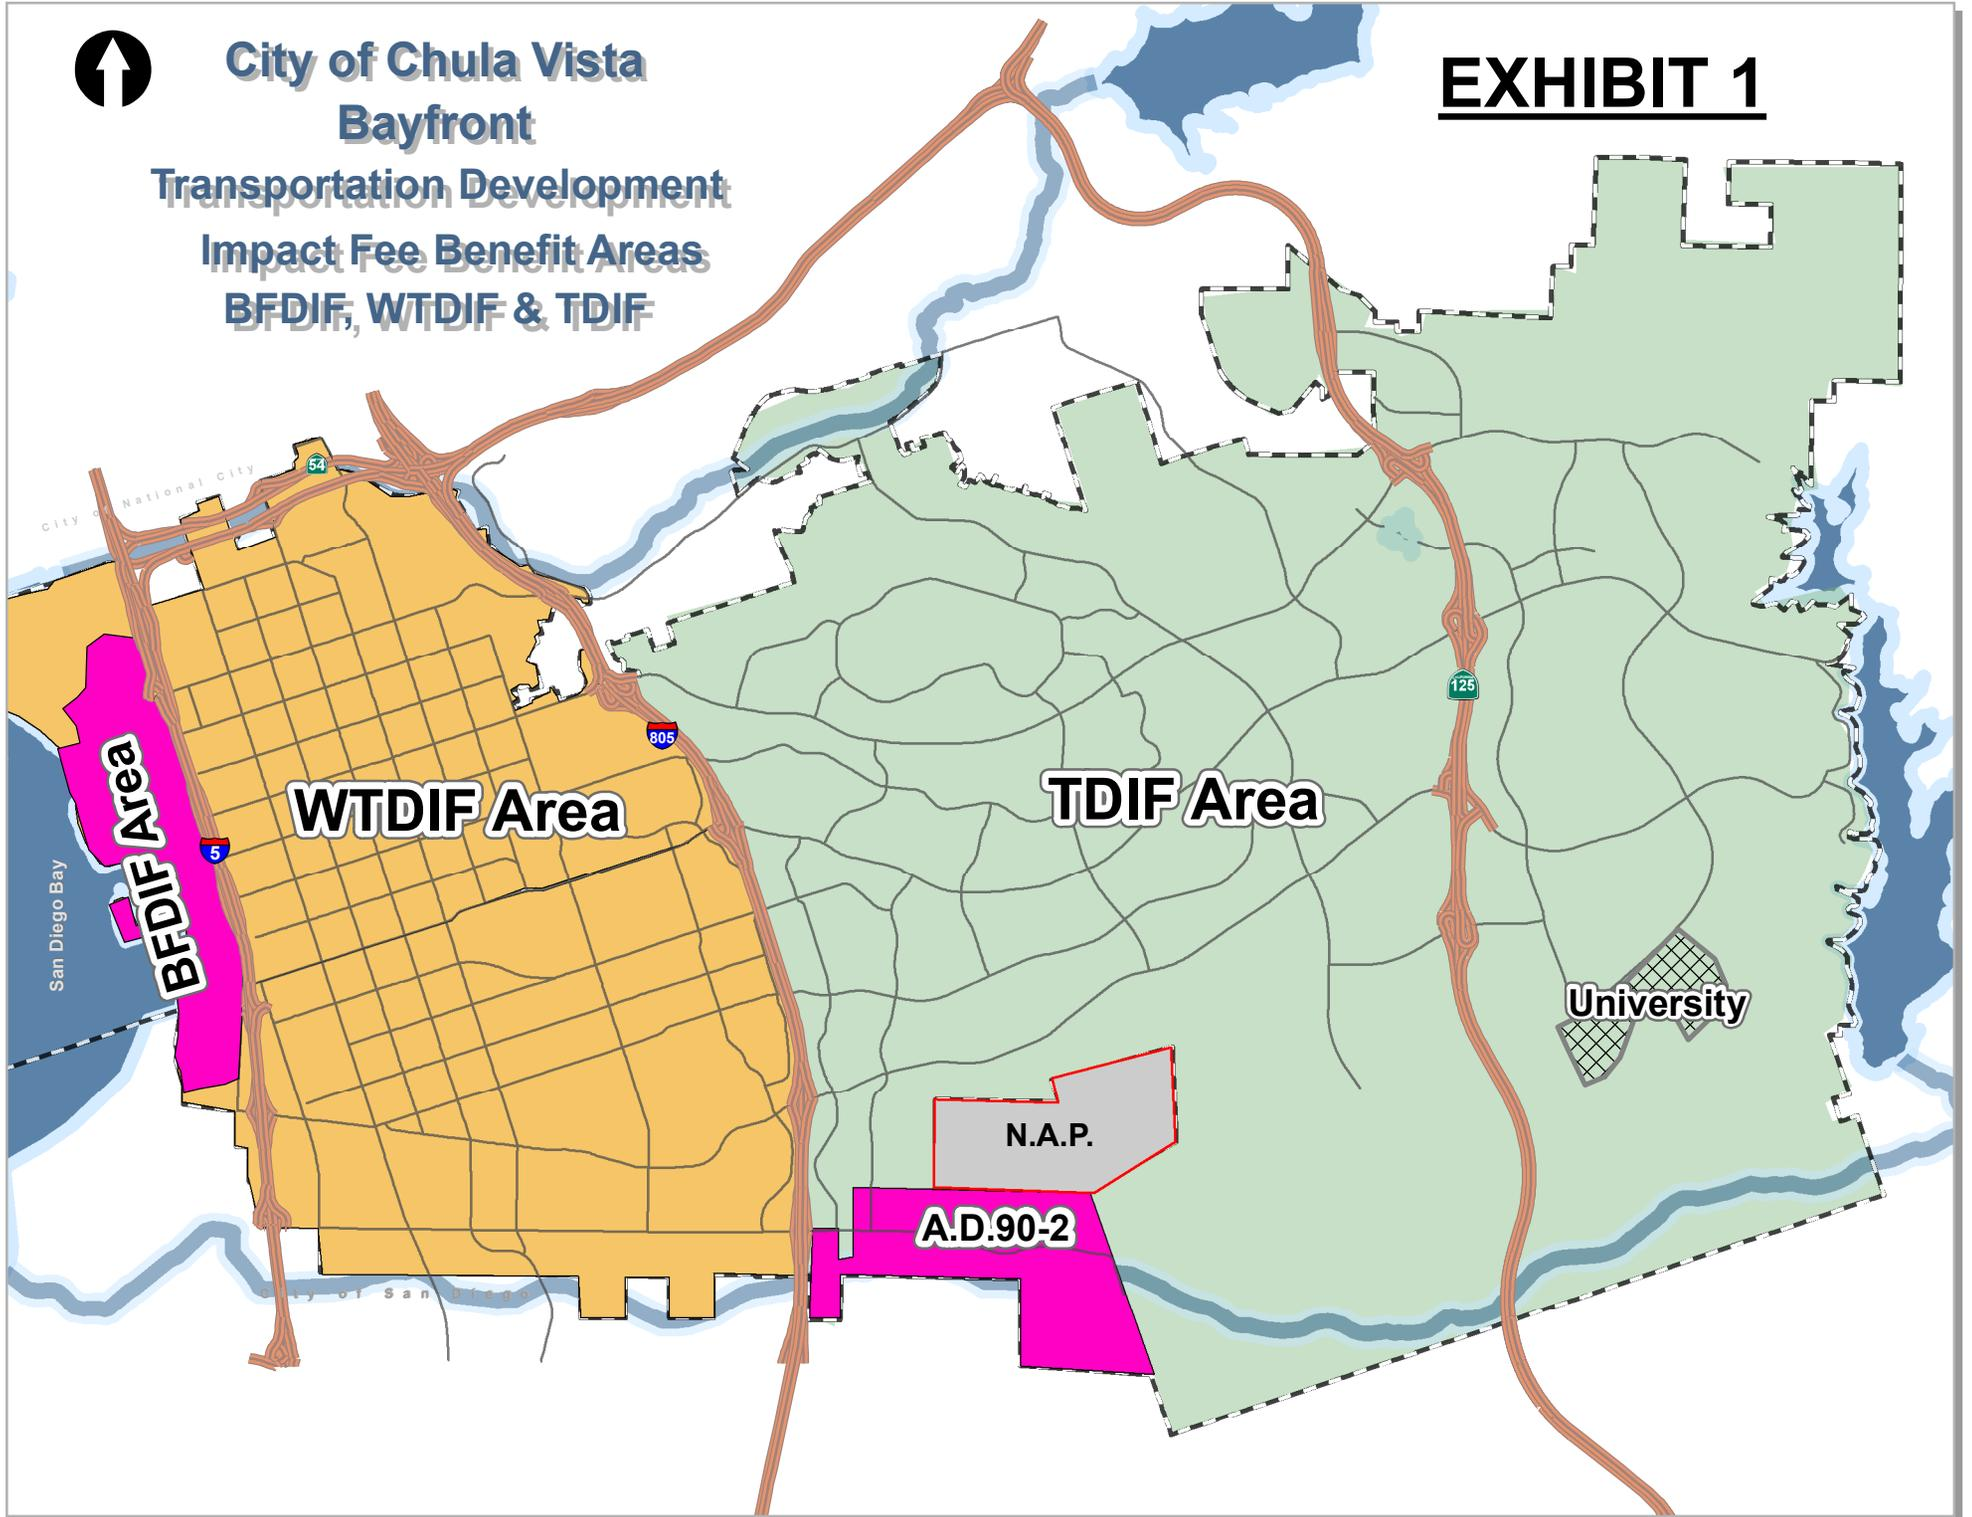 City of Chula Vista
Bayfront
Transportation Development
Impact Fee Benefit Areas
BFDIF, WTDIF & TDIF
EXHIBIT 1
54
City of National City
125
805
WTDIF Area
TDIF Area
BFDIF Area
5
San Diego Bay
University
N.A.P.
A.D.90-2
City of San Diego